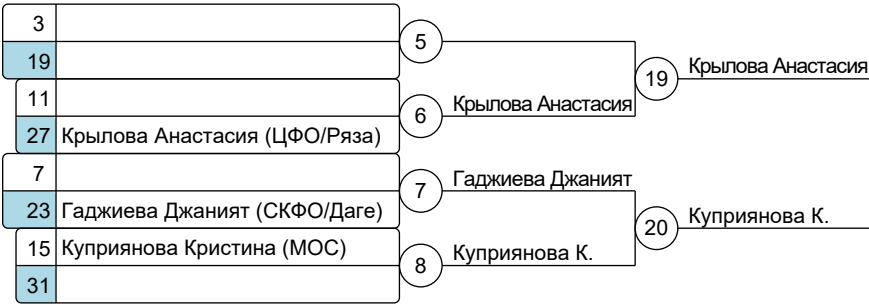 3
5
19
19 Крылова Анастасия
11
6 Крылова Анастасия
27 Крылова Анастасия (ЦФО/Ряза)
7
7 Гаджиева Джаният
23 Гаджиева Джаният (СКФО/Даге)
20 Куприянова К.
15 Куприянова Кристина (МОС)
8 Куприянова К.
31